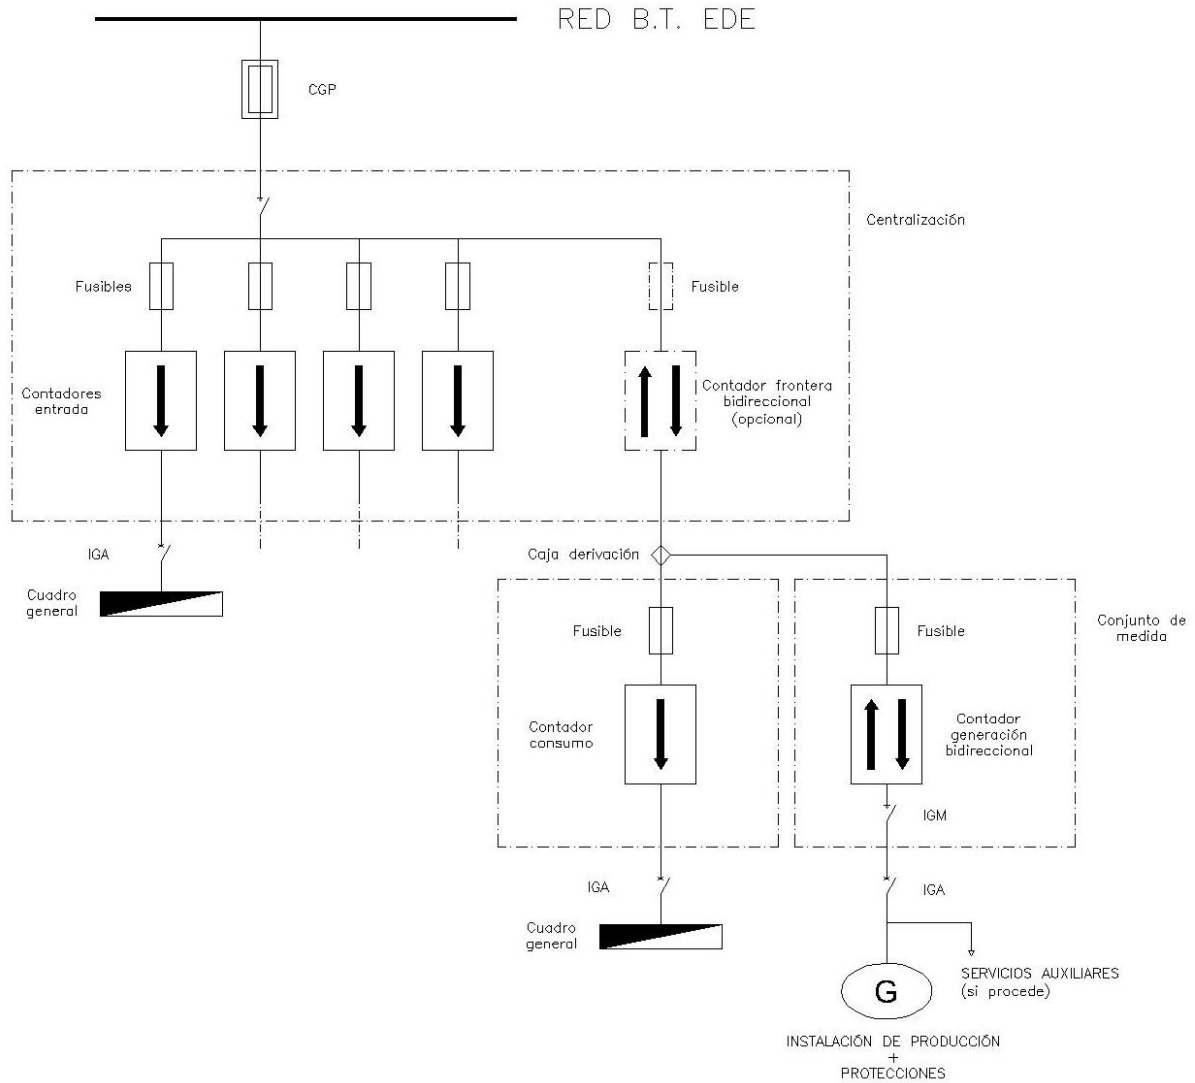 RED B.T. EDE
CGP
Centralización
Fusibles
Fusible
Contadores
entrada
Contador frontera
bidireccional
(opcional)
IGA
Caja derivación
Cuadro
general
Fusible
Fusible
Conjunto de
medida
Contador
consumo
Contador
generación
bidireccional
IGM
IGA
IGA
Cuadro
general
SERVICIOS AUXILIARES
(si procede)
G
INSTALACIÓN DE PRODUCCIÓN
+
PROTECCIONES